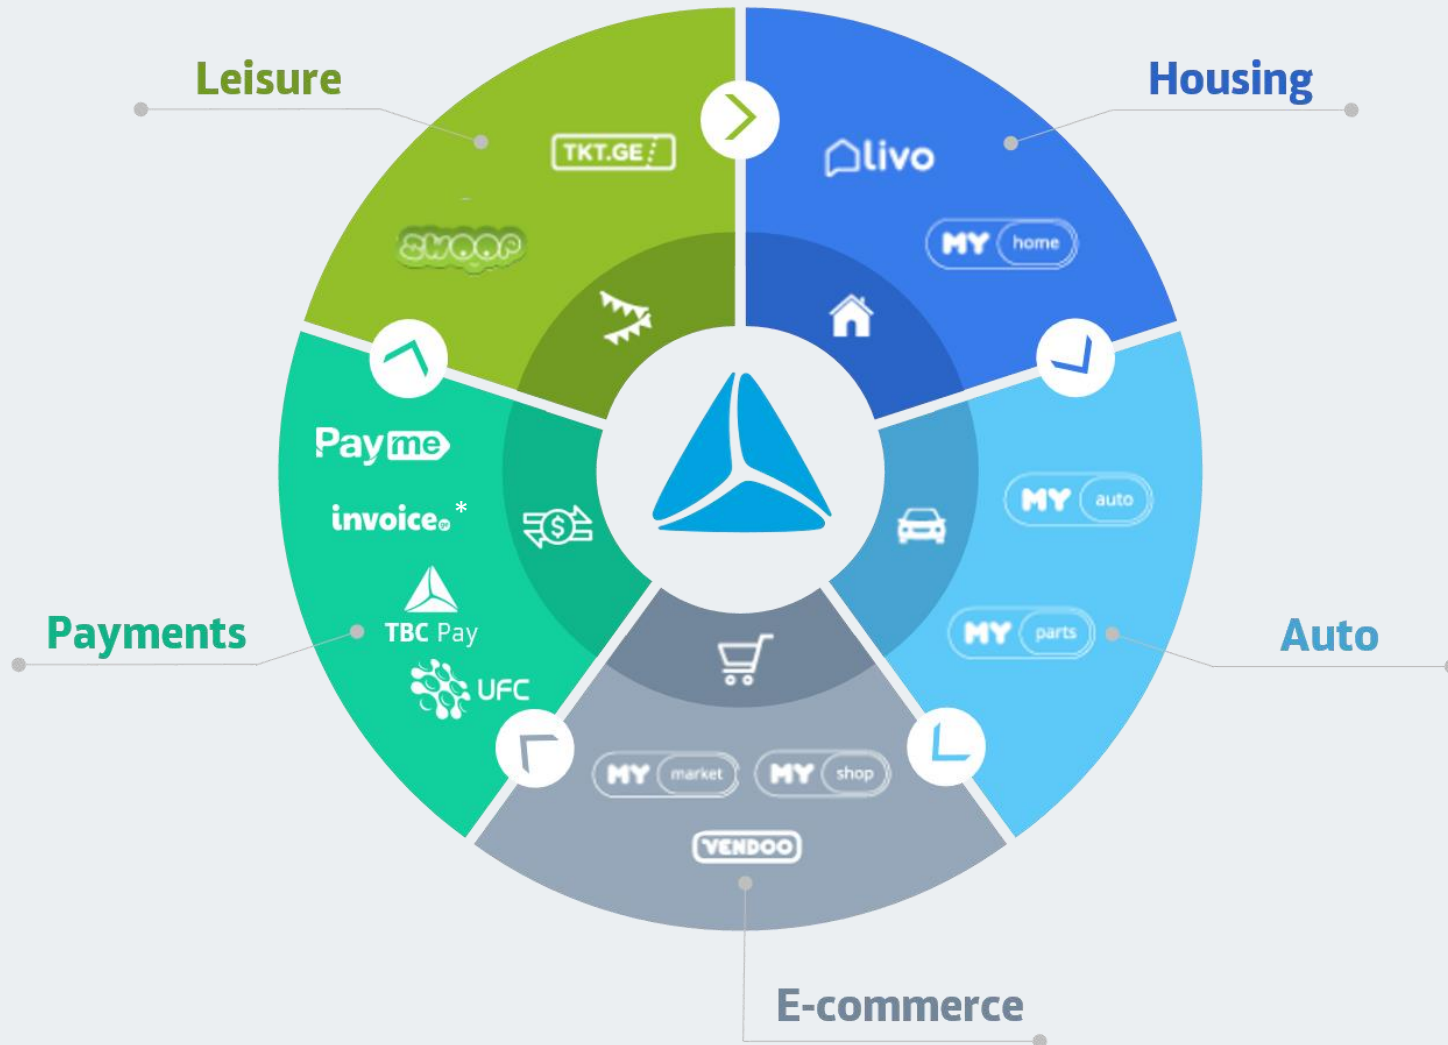 Leisure
Housing
TKT.GE
livo
SWOOP
MY home
Payme
invoice.ge*
MY auto
TBC Pay
MY parts
Payments
Auto
UFC
MY market
MY shop
VENDOO
E-commerce